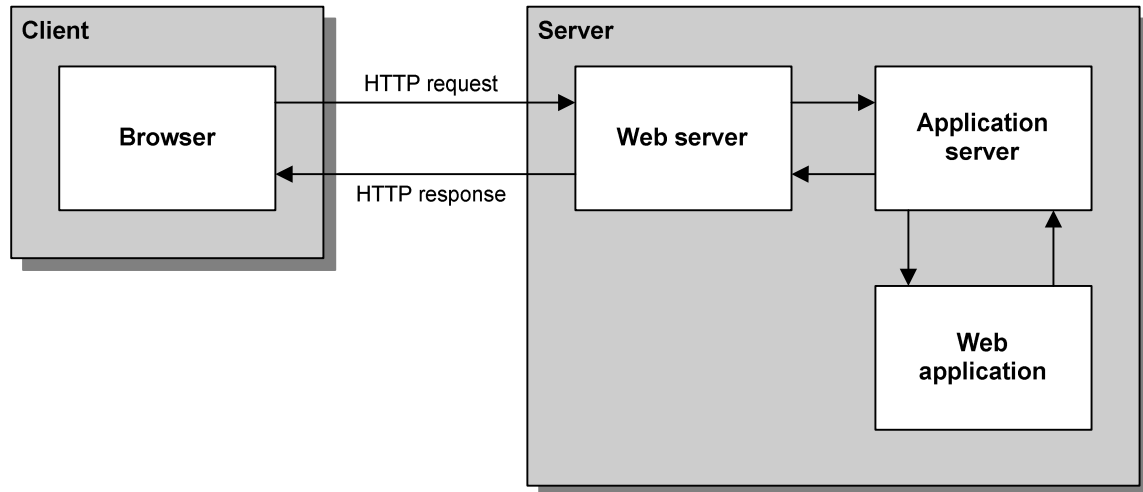 Client
Server
HTTP request
Browser
Web server
Application
server
HTTP response
Web
application